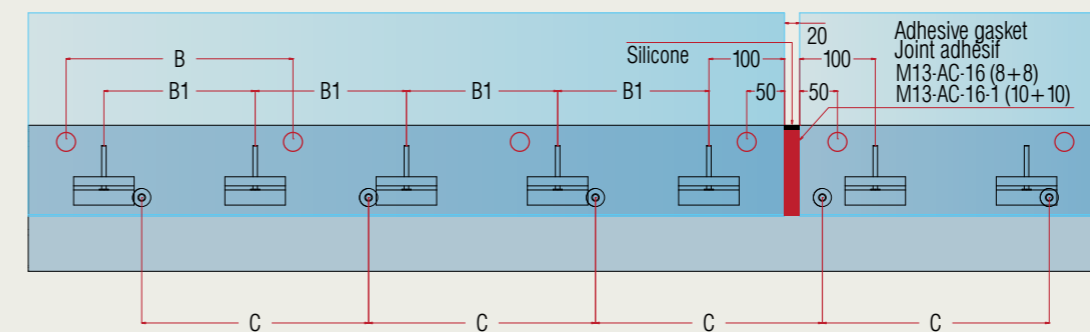 20
Adhesive gasket
Joint adhésif
M13-AC-16 (8+8)
M13-AC-16-1 (10+10)
Silicone
100
100
B
B1
B1
B1
B1
50
50
C
C
C
C